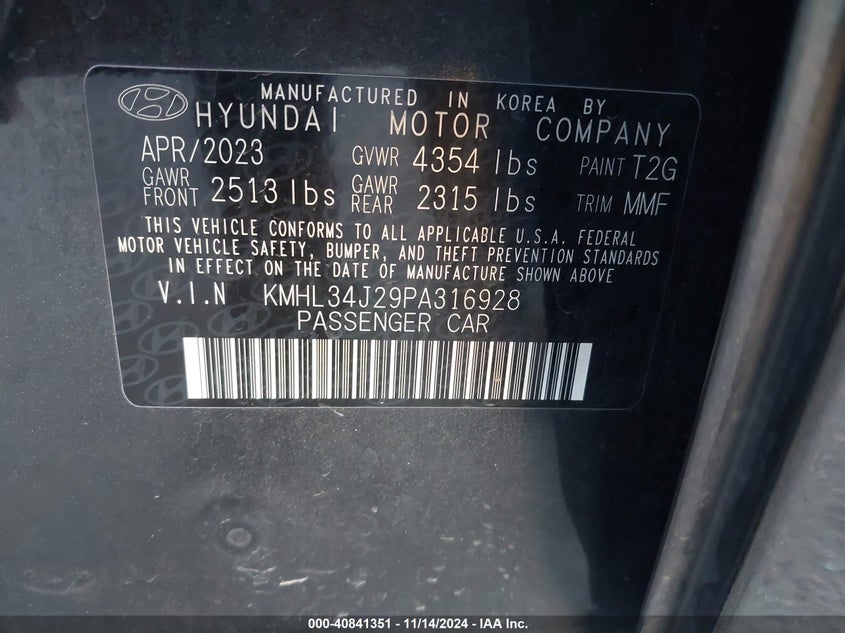 MANUFACTURED IN KOREA BY
HYUNDAI MOTOR COMPANY
APR/2023 GVWR 4354 lbs PAINT T2G
GAWR FRONT 2513 lbs GAWR REAR 2315 lbs TRIM MMF
THIS VEHICLE CONFORMS TO ALL APPLICABLE U.S.A. FEDERAL
MOTOR VEHICLE SAFETY, BUMPER, AND THEFT PREVENTION STANDARDS
IN EFFECT ON THE DATE OF MANUFACTURE SHOWN ABOVE
V.I.N KMHL34J29PA316928
PASSENGER CAR
000-40841351 - 11/14/2024 - IAA Inc.